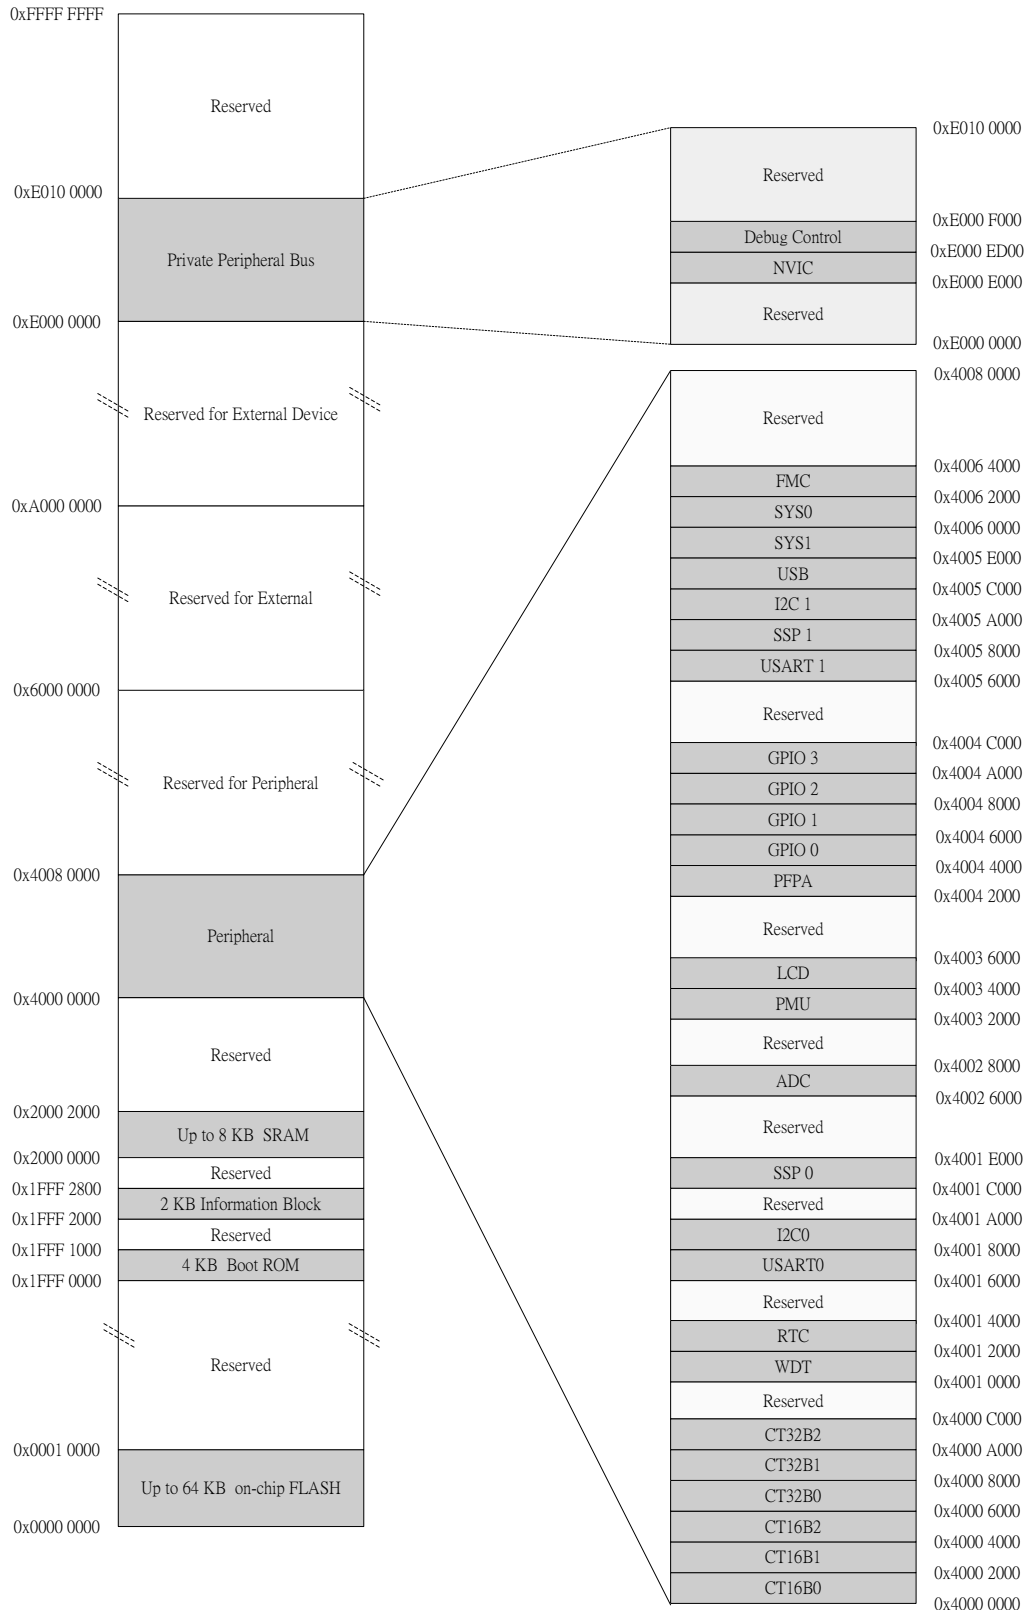 0xFFFF FFFF
Reserved
0xE010 0000
Private Peripheral Bus
0xE000 0000
Reserved for External Device
0xA000 0000
Reserved for External
0x6000 0000
Reserved for Peripheral
0x4008 0000
Peripheral
0x4000 0000
Reserved
0x2000 2000
Up to 8 KB SRAM
0x2000 0000
Reserved
0x1FFF 2800
2 KB Information Block
0x1FFF 2000
Reserved
0x1FFF 1000
4 KB Boot ROM
0x1FFF 0000
Reserved
0x0001 0000
Up to 64 KB on-chip FLASH
0x0000 0000
0xE010 0000
Reserved
0xE000 F000
Debug Control
0xE000 ED00
NVIC
0xE000 E000
Reserved
0xE000 0000
0x4008 0000
Reserved
0x4006 4000
FMC
0x4006 2000
SYS0
0x4006 0000
SYS1
0x4005 E000
USB
0x4005 C000
I2C 1
0x4005 A000
SSP 1
0x4005 8000
USART 1
0x4005 6000
Reserved
0x4004 C000
GPIO 3
0x4004 A000
GPIO 2
0x4004 8000
GPIO 1
0x4004 6000
GPIO 0
0x4004 4000
PFPA
0x4004 2000
Reserved
0x4003 6000
LCD
0x4003 4000
PMU
0x4003 2000
Reserved
0x4002 8000
ADC
0x4002 6000
Reserved
0x4001 E000
SSP 0
0x4001 C000
Reserved
0x4001 A000
I2C0
0x4001 8000
USART0
0x4001 6000
Reserved
0x4001 4000
RTC
0x4001 2000
WDT
0x4001 0000
Reserved
0x4000 C000
CT32B2
0x4000 A000
CT32B1
0x4000 8000
CT32B0
0x4000 6000
CT16B2
0x4000 4000
CT16B1
0x4000 2000
CT16B0
0x4000 0000